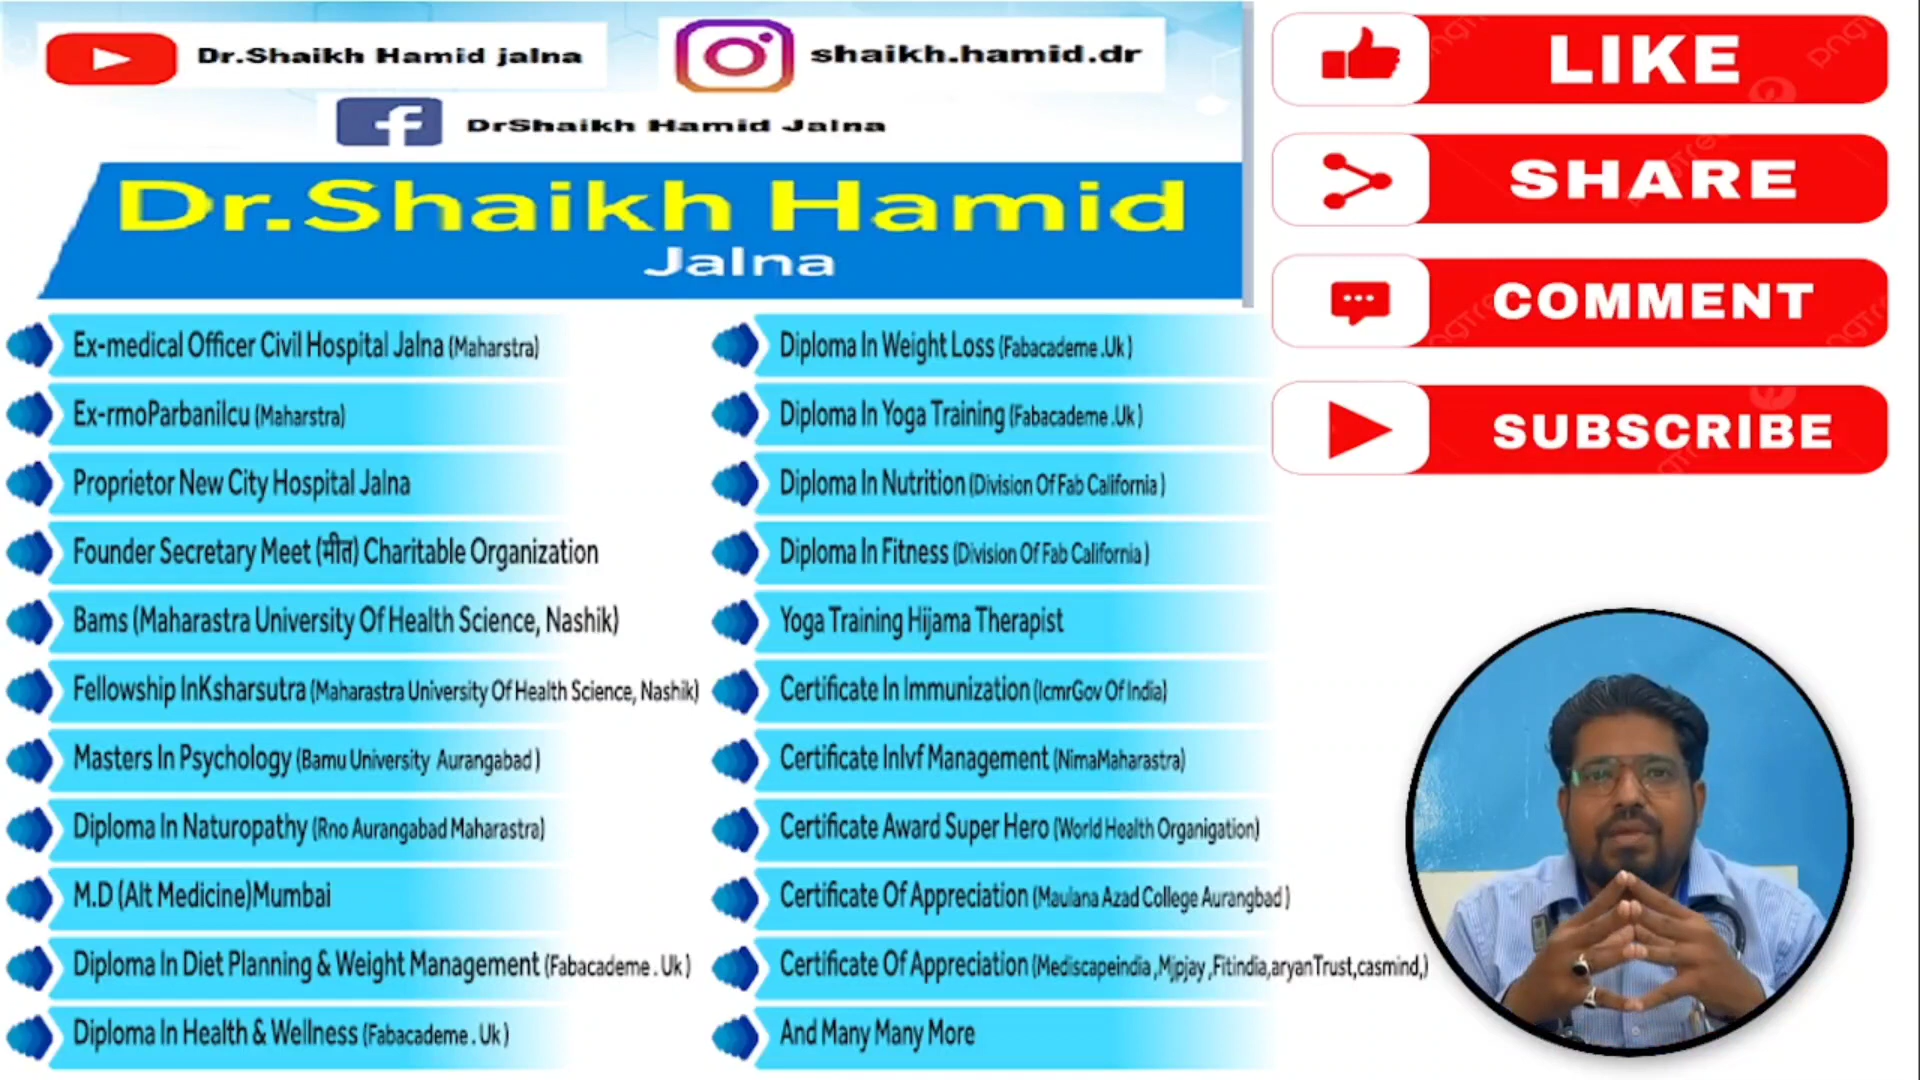 Dr.Shaikh Hamid jalna
shaikh.hamid.dr
DrShaikh Hamid Jalna
Dr.Shaikh Hamid
Jalna
Ex-medical Officer Civil Hospital Jalna (Maharstra)
Ex-rmoParbaniIcu (Maharstra)
Proprietor New City Hospital Jalna
Founder Secretary Meet (मीत) Charitable Organization
Bams (Maharastra University Of Health Science, Nashik)
Fellowship InKsharsutra (Maharastra University Of Health Science, Nashik)
Masters In Psychology (Bamu University Aurangabad )
Diploma In Naturopathy (Rno Aurangabad Maharastra)
M.D (Alt Medicine)Mumbai
Diploma In Diet Planning & Weight Management (Fabacademe . Uk )
Diploma In Health & Wellness (Fabacademe . Uk )
Diploma In Weight Loss (Fabacademe .Uk )
Diploma In Yoga Training (Fabacademe .Uk )
Diploma In Nutrition (Division Of Fab California )
Diploma In Fitness (Division Of Fab California )
Yoga Training Hijama Therapist
Certificate In Immunization (IcmrGov Of India)
Certificate InIvf Management (NimaMaharastra)
Certificate Award Super Hero (World Health Organigation)
Certificate Of Appreciation (Maulana Azad College Aurangbad )
Certificate Of Appreciation (Mediscapeindia ,Mjpjay ,Fitindia,aryanTrust,casmind,)
And Many Many More
LIKE
SHARE
COMMENT
SUBSCRIBE